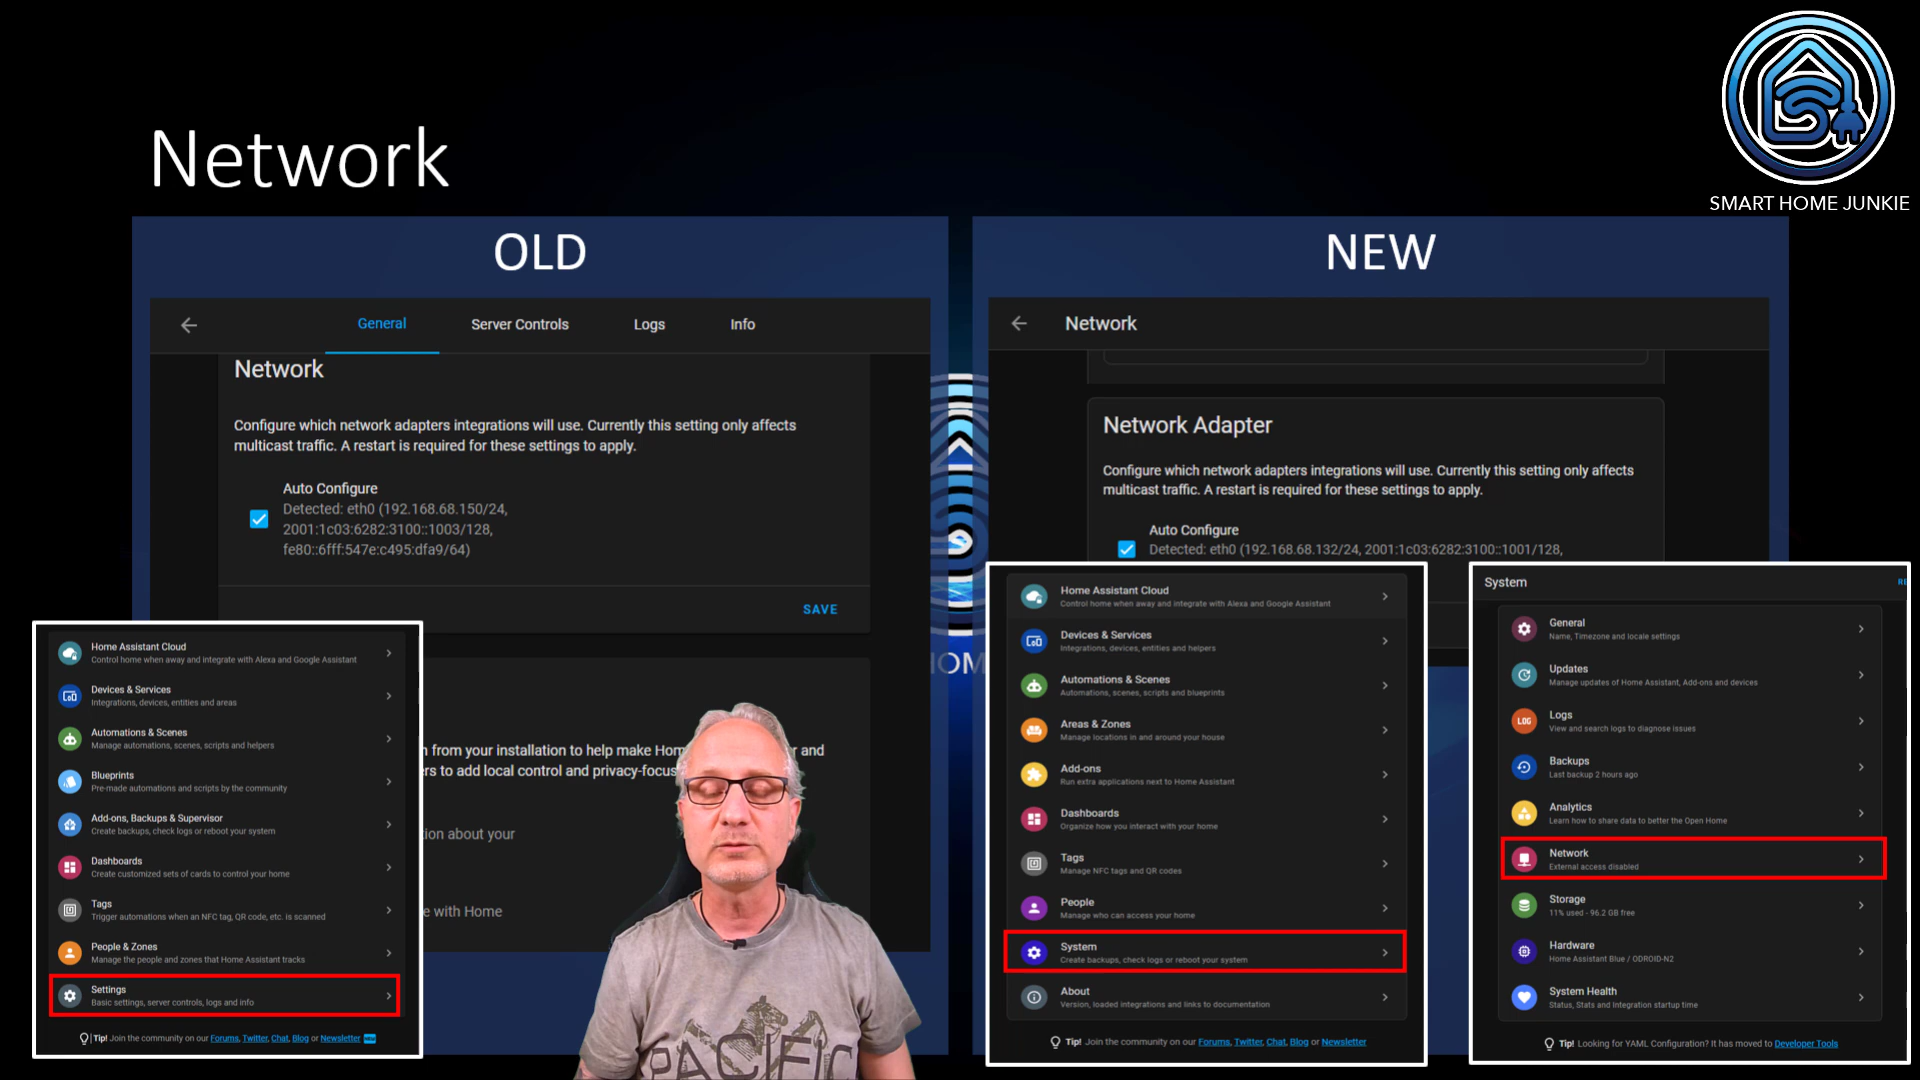 SMART HOME JUNKIE
Network
OLD
General
Server Controls
Logs
Info
Network
Configure which network adapters integrations will use. Currently this setting only affects
multicast traffic. A restart is required for these settings to apply.
Auto Configure
Detected: eth0 (192.168.68.150/24,
2001:1c03:6282:3100::1003/128,
fe80::6fff:547e:c495:dfa9/64)
SAVE
from your installation to help make
and
to add local control and
about your
with Home
Home Assistant Cloud
Control home when away and integrate with Alexa and Google Assistant
Devices & Services
Integrations, devices, entities and areas
Automations & Scenes
Manage automations, scenes, scripts and helpers
Blueprints
Pre-made automations and scripts by the community
Add-ons, Backups & Supervisor
Create backups, check logs or reboot your system
Dashboards
Create customized sets of cards to control your home
Tags
Trigger automations when an NFC tag, QR code, etc. is scanned
People & Zones
Manage the people and zones that Home Assistant tracks
Settings
Basic settings, server controls, logs and info
Tip! Join the community on our Forums, Twitter, Chat, Blog or Newsletter
NEW
Network
Network Adapter
Configure which network adapters integrations will use. Currently this setting only affects
multicast traffic. A restart is required for these settings to apply.
Auto Configure
Detected: eth0 (192.168.68.132/24, 2001:1c03:6282:3100::1001/128,
Home Assistant Cloud
Control home when away and integrate with Alexa and Google Assistant
Devices & Services
Integrations, devices, entities and helpers
Automations & Scenes
Automations, scenes, scripts and blueprints
Areas & Zones
Manage locations in and around your house
Add-ons
Run extra applications next to Home Assistant
Dashboards
Organize how you interact with your home
Tags
Manage NFC tags and QR codes
People
Manage who can access your home
System
Create backups, check logs or reboot your system
About
Version, loaded integrations and links to documentation
Tip! Join the community on our Forums, Twitter, Chat, Blog or Newsletter
System
General
Name, Timezone and locale settings
Updates
Manage updates of Home Assistant, Add-ons and devices
LOG
Logs
View and search logs to diagnose issues
Backups
Last backup 2 hours ago
Analytics
Learn how to share data to better the Open Home
Network
External access disabled
Storage
11% used - 96.2 GB free
Hardware
Home Assistant Blue / ODROID-N2
System Health
Status, Stats and Integration startup time
Tip! Looking for YAML Configuration? It has moved to Developer Tools
PACIFIC